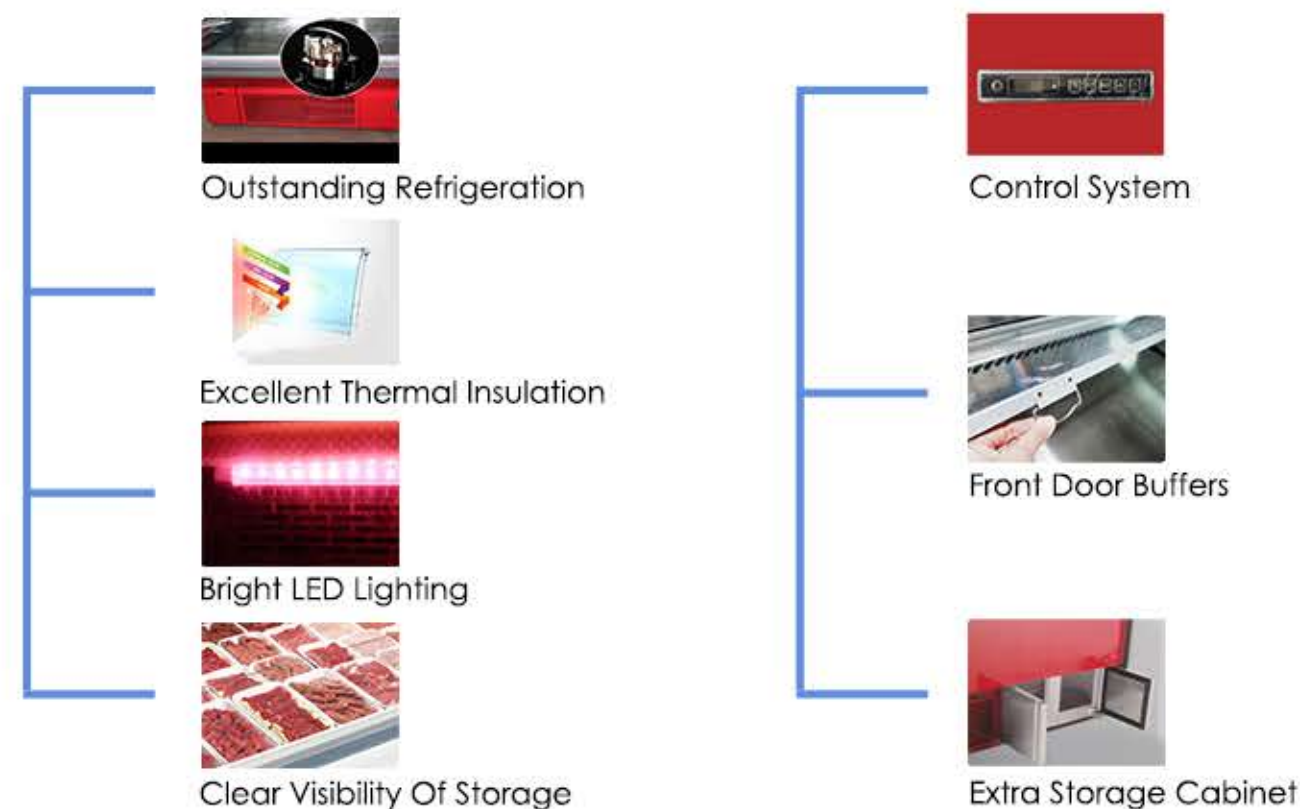 Outstanding Refrigeration
Excellent Thermal Insulation
Bright LED Lighting
Clear Visibility Of Storage
Control System
Front Door Buffers
Extra Storage Cabinet